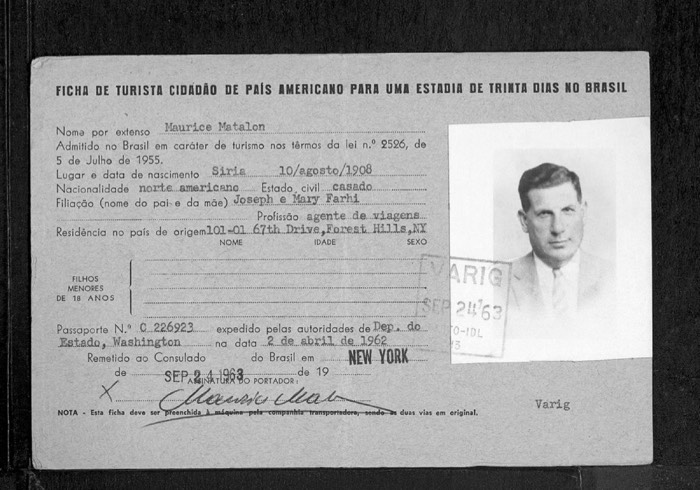 FICHA DE TURISTA CIDADÃO DE PAÍS AMERICANO PARA UMA ESTADIA DE TRINTA DIAS NO BRASIL
Nome por extenso Maurice Matalon
Admitido no Brasil em caráter de turismo nos têrmos da lei n.º 2526, de
5 de Julho de 1955.
Lugar e data de nascimento Siria 10/agosto/1908
Nacionalidade norte americano Estado civil casado
Filiação (nome do pai e da mãe) Joseph e Mary Farhi
Profissão agente de viagens
Residência no país de origem 101-01 67th Drive, Forest Hills, NY
NOME IDADE SEXO
FILHOS
MENORES
DE 18 ANOS
VARIG
SEP 24 '63
Passaporte N.º C 226923 expedido pelas autoridades de Dep. do
Estado, Washington na data 2 de abril de 1962
Remetido ao Consulado do Brasil em NEW YORK
de SEP 24 1963 de 19
ASSINATURA DO PORTADOR:
X Maurice Mat
NOTA - Esta ficha deve ser preenchida à máquina pela companhia transportadora, sendo as duas vias em original.
Varig